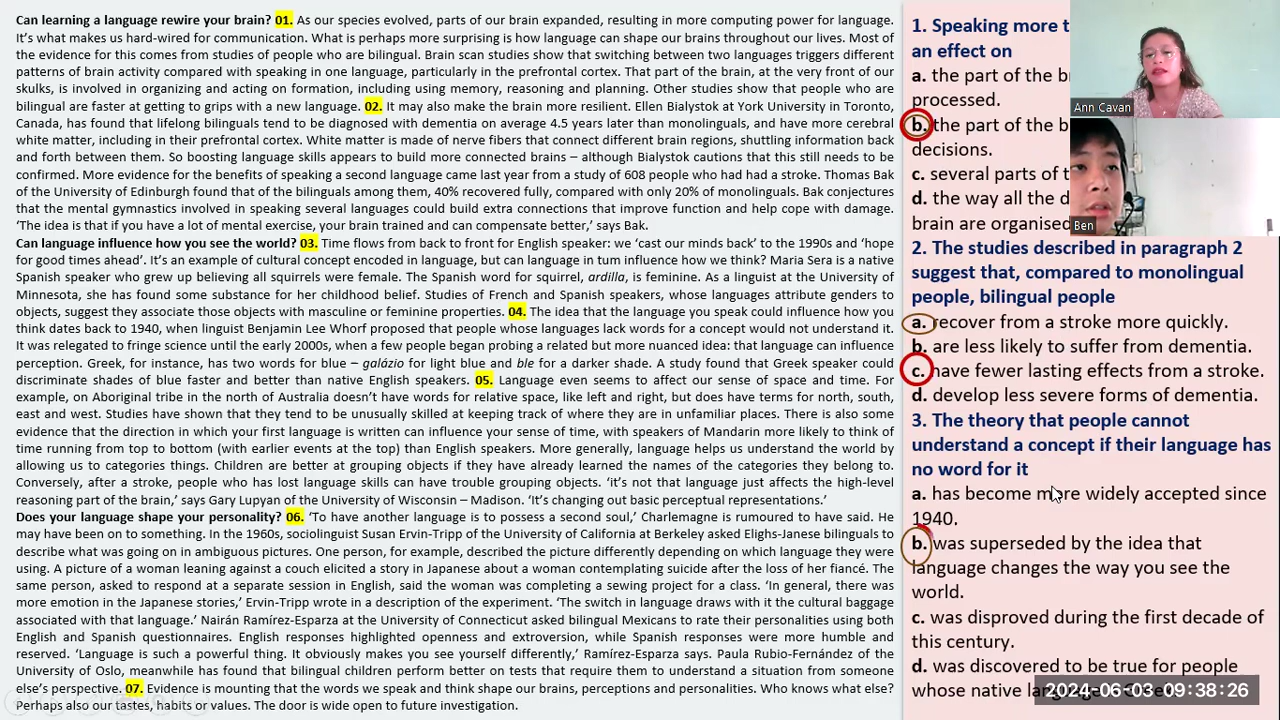 Can learning a language rewire your brain? 01. As our species evolved, parts of our brain expanded, resulting in more computing power for language.
It's what makes us hard-wired for communication. What is perhaps more surprising is how language can shape our brains throughout our lives. Most of
the evidence for this comes from studies of people who are bilingual. Brain scan studies show that switching between two languages triggers different
patterns of brain activity compared with speaking in one language, particularly in the prefrontal cortex. That part of the brain, at the very front of our
skulks, is involved in organizing and acting on formation, including using memory, reasoning and planning. Other studies show that people who are
bilingual are faster at getting to grips with a new language. 02. It may also make the brain more resilient. Ellen Bialystok at York University in Toronto,
Canada, has found that lifelong bilinguals tend to be diagnosed with dementia on average 4.5 years later than monolinguals, and have more cerebral
white matter, including in their prefrontal cortex. White matter is made of nerve fibers that connect different brain regions, shuttling information back
and forth between them. So boosting language skills appears to build more connected brains – although Bialystok cautions that this still needs to be
confirmed. More evidence for the benefits of speaking a second language came last year from a study of 608 people who had had a stroke. Thomas Bak
of the University of Edinburgh found that of the bilinguals among them, 40% recovered fully, compared with only 20% of monolinguals. Bak conjectures
that the mental gymnastics involved in speaking several languages could build extra connections that improve function and help cope with damage.
'The idea is that if you have a lot of mental exercise, your brain trained and can compensate better,' says Bak.
Can language influence how you see the world? 03. Time flows from back to front for English speaker: we 'cast our minds back' to the 1990s and 'hope
for good times ahead'. It's an example of cultural concept encoded in language, but can language in tum influence how we think? Maria Sera is a native
Spanish speaker who grew up believing all squirrels were female. The Spanish word for squirrel, ardilla, is feminine. As a linguist at the University of
Minnesota, she has found some substance for her childhood belief. Studies of French and Spanish speakers, whose languages attribute genders to
objects, suggest they associate those objects with masculine or feminine properties. 04. The idea that the language you speak could influence how you
think dates back to 1940, when linguist Benjamin Lee Whorf proposed that people whose languages lack words for a concept would not understand it.
It was relegated to fringe science until the early 2000s, when a few people began probing a related but more nuanced idea: that language can influence
perception. Greek, for instance, has two words for blue – galázio for light blue and ble for a darker shade. A study found that Greek speaker could
discriminate shades of blue faster and better than native English speakers. 05. Language even seems to affect our sense of space and time. For
example, on Aboriginal tribe in the north of Australia doesn't have words for relative space, like left and right, but does have terms for north, south,
east and west. Studies have shown that they tend to be unusually skilled at keeping track of where they are in unfamiliar places. There is also some
evidence that the direction in which your first language is written can influence your sense of time, with speakers of Mandarin more likely to think of
time running from top to bottom (with earlier events at the top) than English speakers. More generally, language helps us understand the world by
allowing us to categories things. Children are better at grouping objects if they have already learned the names of the categories they belong to.
Conversely, after a stroke, people who has lost language skills can have trouble grouping objects. 'it's not that language just affects the high-level
reasoning part of the brain,' says Gary Lupyan of the University of Wisconsin – Madison. 'It's changing out basic perceptual representations.'
Does your language shape your personality? 06. 'To have another language is to possess a second soul,' Charlemagne is rumoured to have said. He
may have been on to something. In the 1960s, sociolinguist Susan Ervin-Tripp of the University of California at Berkeley asked Elighs-Janese bilinguals to
describe what was going on in ambiguous pictures. One person, for example, described the picture differently depending on which language they were
using. A picture of a woman leaning against a couch elicited a story in Japanese about a woman contemplating suicide after the loss of her fiancé. The
same person, asked to respond at a separate session in English, said the woman was completing a sewing project for a class. 'In general, there was
more emotion in the Japanese stories,' Ervin-Tripp wrote in a description of the experiment. 'The switch in language draws with it the cultural baggage
associated with that language.' Nairán Ramírez-Esparza at the University of Connecticut asked bilingual Mexicans to rate their personalities using both
English and Spanish questionnaires. English responses highlighted openness and extroversion, while Spanish responses were more humble and
reserved. 'Language is such a powerful thing. It obviously makes you see yourself differently,' Ramírez-Esparza says. Paula Rubio-Fernández of the
University of Oslo, meanwhile has found that bilingual children perform better on tests that require them to understand a situation from someone
else's perspective. 07. Evidence is mounting that the words we speak and think shape our brains, perceptions and personalities. Who knows what else?
Perhaps also our tastes, habits or values. The door is wide open to future investigation.
1. Speaking more t
an effect on
a. the part of the br
processed.
b. the part of the b
decisions.
c. several parts of t
d. the way all the d
brain are organised
2. The studies described in paragraph 2
suggest that, compared to monolingual
people, bilingual people
a. recover from a stroke more quickly.
b. are less likely to suffer from dementia.
c. have fewer lasting effects from a stroke.
d. develop less severe forms of dementia.
3. The theory that people cannot
understand a concept if their language has
no word for it
a. has become more widely accepted since
1940.
b. was superseded by the idea that
language changes the way you see the
world.
c. was disproved during the first decade of
this century.
d. was discovered to be true for people
whose native
Ann Cavan
Ben
2024-06-03 09:38:26